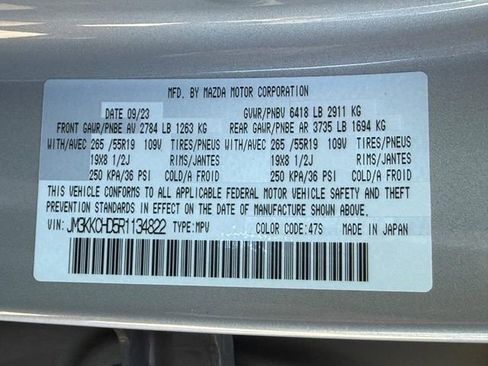 MFD. BY MAZDA MOTOR CORPORATION
DATE 09/23 GVWR/PNBV 6418 LB 2911 KG
FRONT GAWR/PNBE AV 2784 LB 1263 KG REAR GAWR/PNBE AR 3735 LB 1694 KG
WITH/AVEC 265 /55R19 109V TIRES/PNEUS WITH/AVEC 265 /55R19 109V TIRES/PNEUS
19X8 1/2J RIMS/JANTES 19X8 1/2J RIMS/JANTES
250 KPA/36 PSI COLD/A FROID 250 KPA/36 PSI COLD/A FROID
THIS VEHICLE CONFORMS TO ALL APPLICABLE FEDERAL MOTOR VEHICLE SAFETY AND THEFT
PREVENTION STANDARDS IN EFFECT ON THE DATE OF MANUFACTURE SHOWN ABOVE.
VIN: JM3KKCHD5R1134822 TYPE:MPV COLOR CODE:47S MADE IN JAPAN